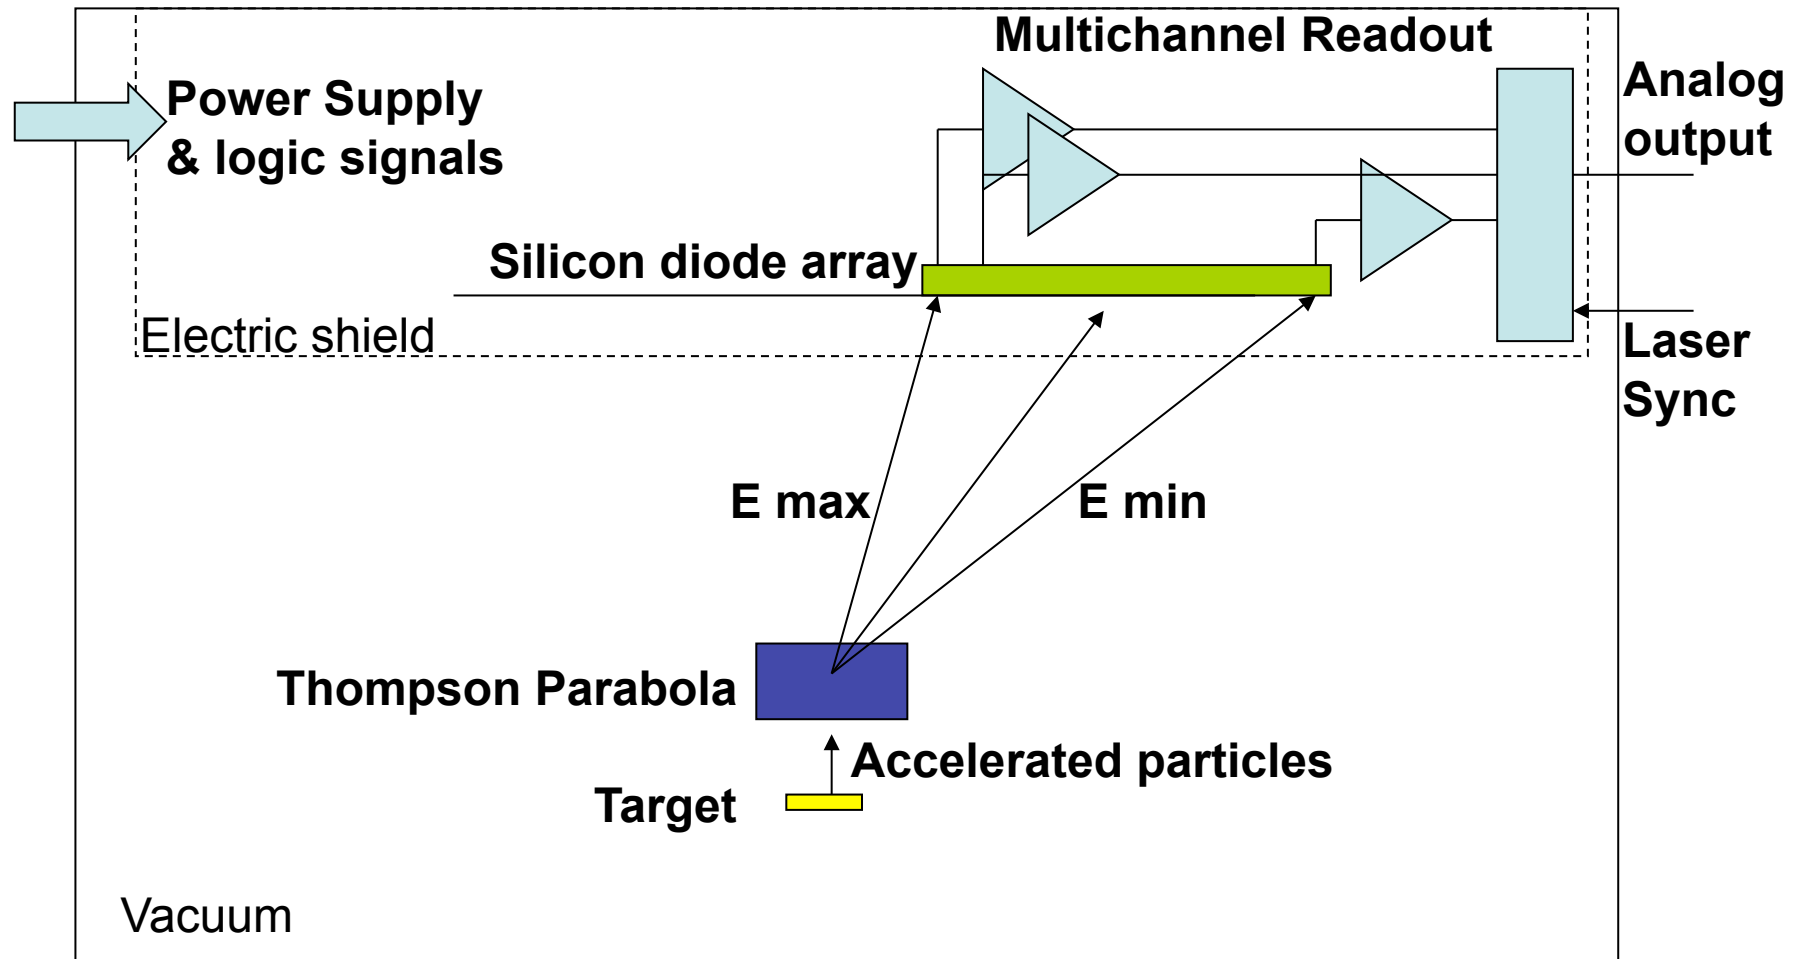 Multichannel Readout
Power Supply
& logic signals
Analog
output
Silicon diode array
Electric shield
Laser
Sync
E max
E min
Thompson Parabola
Accelerated particles
Target
Vacuum